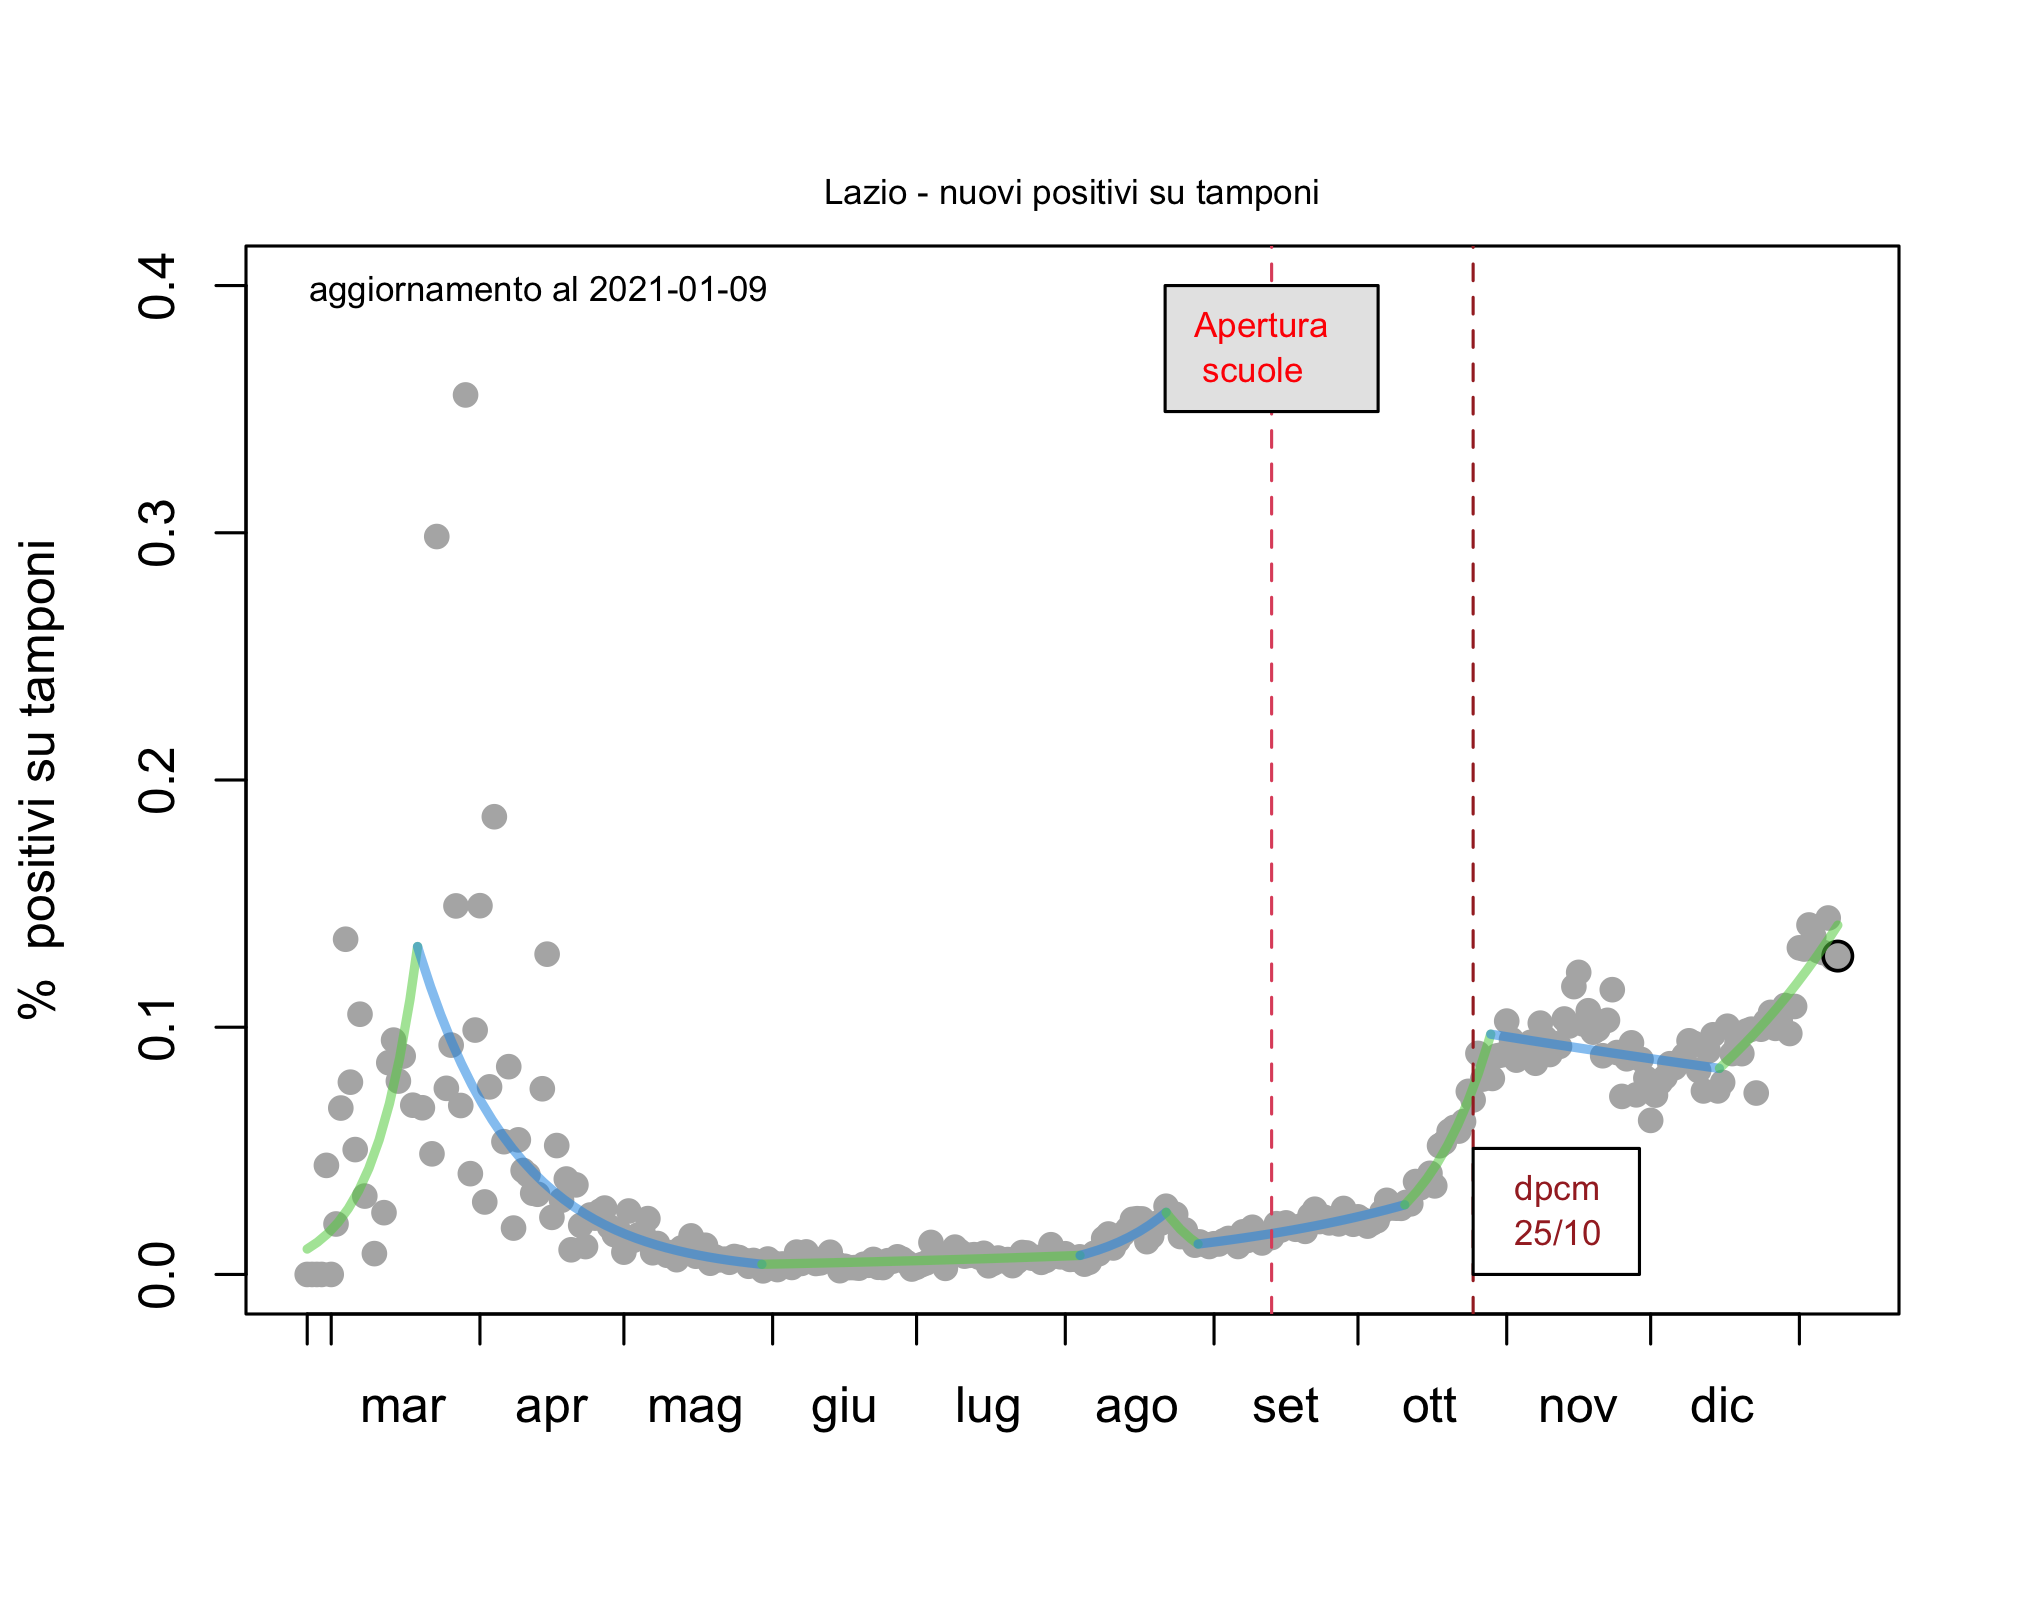 Lazio - nuovi positivi su tamponi
aggiornamento al 2021-01-09
Apertura
scuole
dpcm
25/10
% positivi su tamponi
0.4
0.3
0.2
0.1
0.0
mar apr mag giu lug ago set ott nov dic